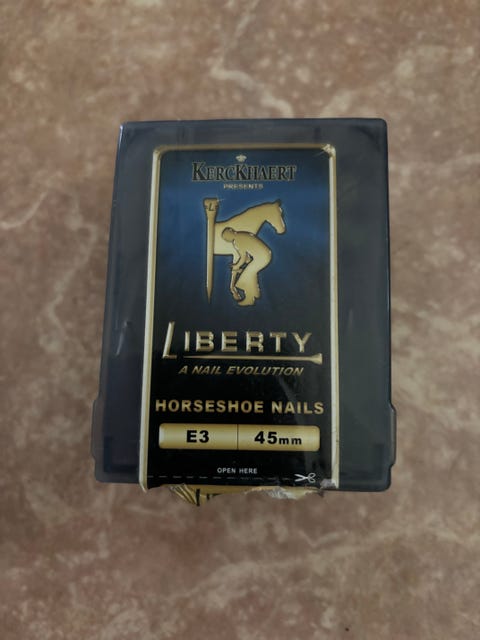 KERCKHAERT
PRESENTS
L
LIBERTY
A NAIL EVOLUTION
HORSESHOE NAILS
E3 45mm
OPEN HERE